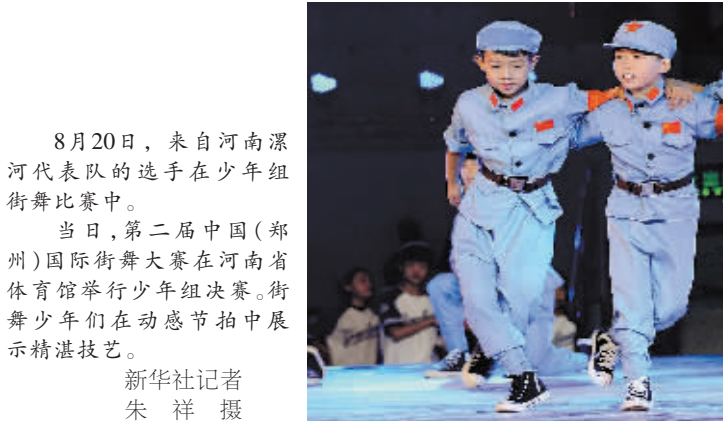 8月20日，来自河南漯
河代表队的选手在少年组
街舞比赛中。
当日，第二届中国(郑
州)国际街舞大赛在河南省
体育馆举行少年组决赛。街
舞少年们在动感节拍中展
示精湛技艺。
新华社记者
朱 祥 摄